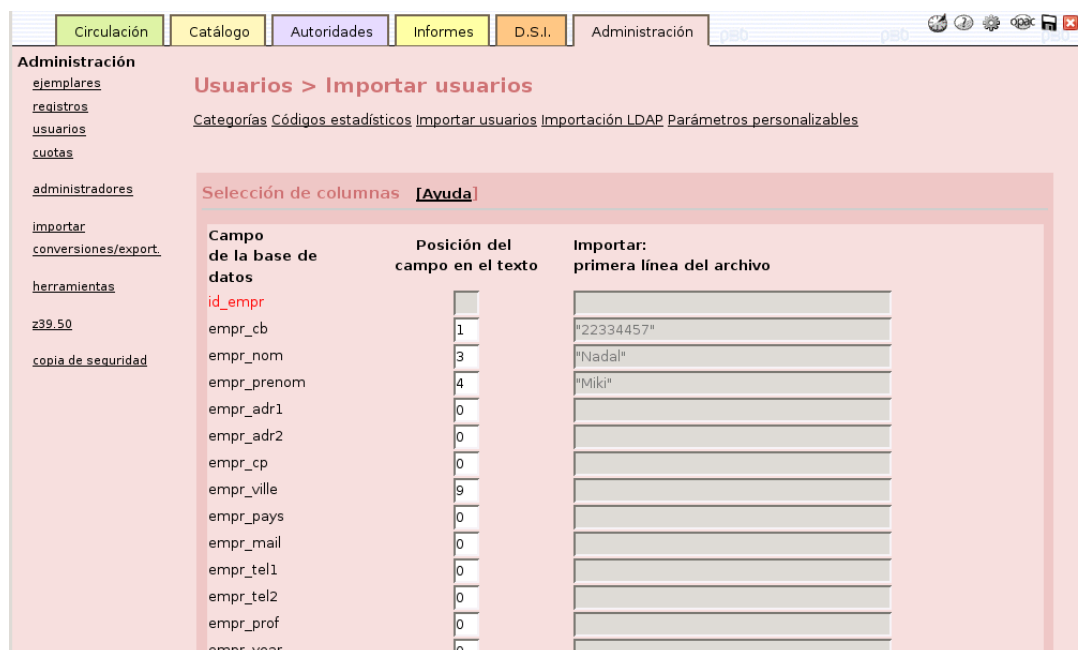 Circulación Catálogo Autoridades Informes D.S.I. Administración
opac
Administración
ejemplares
registros
usuarios
cuotas
administradores
importar
conversiones/export.
herramientas
z39.50
copia de seguridad
Usuarios > Importar usuarios
Categorías Códigos estadísticos Importar usuarios Importación LDAP Parámetros personalizables
Selección de columnas [Ayuda]
Campo
de la base de
datos
Posición del
campo en el texto
Importar:
primera línea del archivo
id_empr
empr_cb 1 "22334457"
empr_nom 3 "Nadal"
empr_prenom 4 "Miki"
empr_adr1 0
empr_adr2 0
empr_cp 0
empr_ville 9
empr_pays 0
empr_mail 0
empr_tel1 0
empr_tel2 0
empr_prof 0
empr_year 0